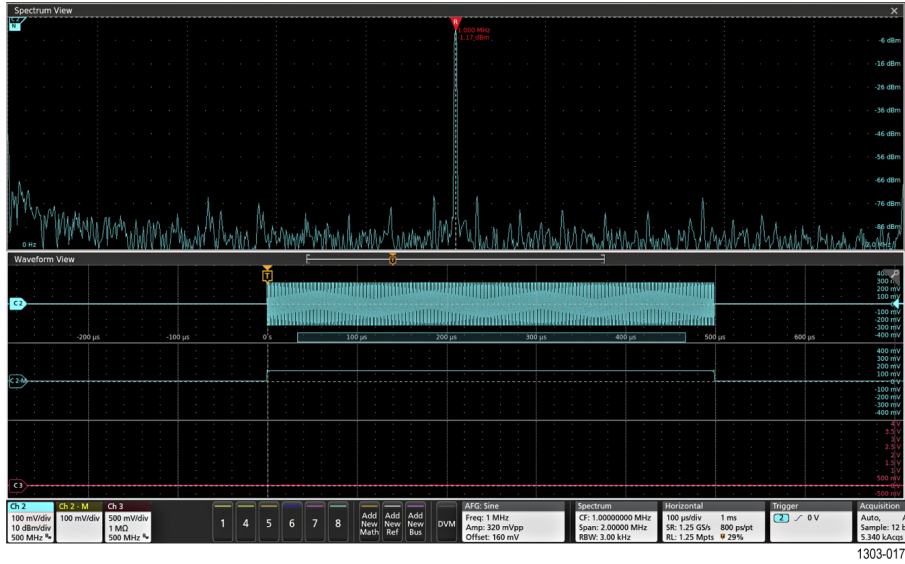 Spectrum View
C 2
N
R
1.000 MHz
-1.17 dBm
-6 dBm
-16 dBm
-26 dBm
-36 dBm
-46 dBm
-56 dBm
-66 dBm
-76 dBm
-86 dBm
0 Hz
2.0 MHz
Waveform View
T
T
300 mV
200 mV
100 mV
C 2
-100 mV
-200 mV
-300 mV
-400 mV
-200 µs
-100 µs
0 s
100 µs
200 µs
300 µs
400 µs
500 µs
600 µs
400 mV
300 mV
200 mV
100 mV
C 2-M
0 V
-100 mV
-200 mV
-300 mV
-400 mV
4 V
3.5 V
3 V
2.5 V
2 V
1.5 V
1 V
500 mV
C 3
0 V
-500 mV
Ch 2
100 mV/div
10 dBm/div
500 MHz
Ch 2 - M
100 mV/div
Ch 3
500 mV/div
1 MΩ
500 MHz
1 4 5 6 7 8
Add New Math
Add New Ref
Add New Bus
DVM
AFG: Sine
Freq: 1 MHz
Amp: 320 mVpp
Offset: 160 mV
Spectrum
CF: 1.00000000 MHz
Span: 2.00000 MHz
RBW: 3.00 kHz
Horizontal
100 µs/div 1 ms
SR: 1.25 GS/s 800 ps/pt
RL: 1.25 Mpts 29%
Trigger
2 0 V
Acquisition
Auto,
Sample: 12 b
5.340 kAcqs
1303-017